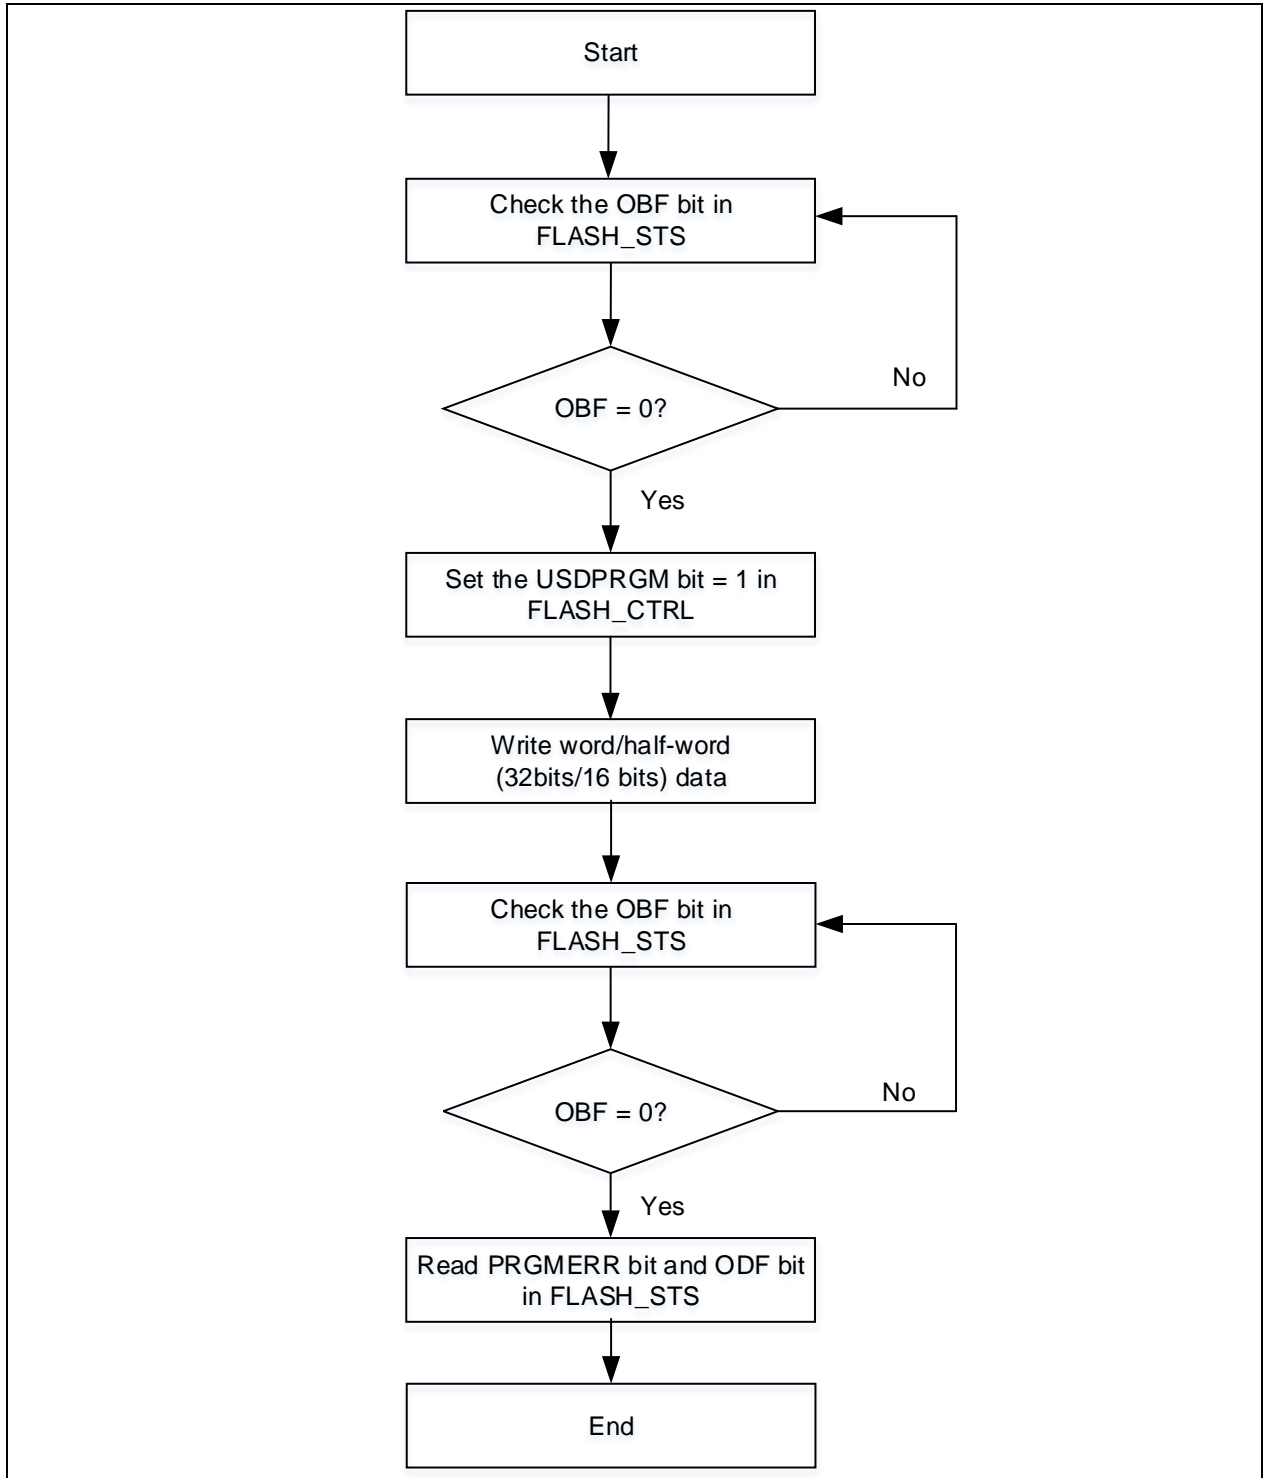 Start
Check the OBF bit in
FLASH_STS
OBF = 0?
No
Yes
Set the USDPRGM bit = 1 in
FLASH_CTRL
Write word/half-word
(32bits/16 bits) data
Check the OBF bit in
FLASH_STS
OBF = 0?
No
Yes
Read PRGMERR bit and ODF bit
in FLASH_STS
End